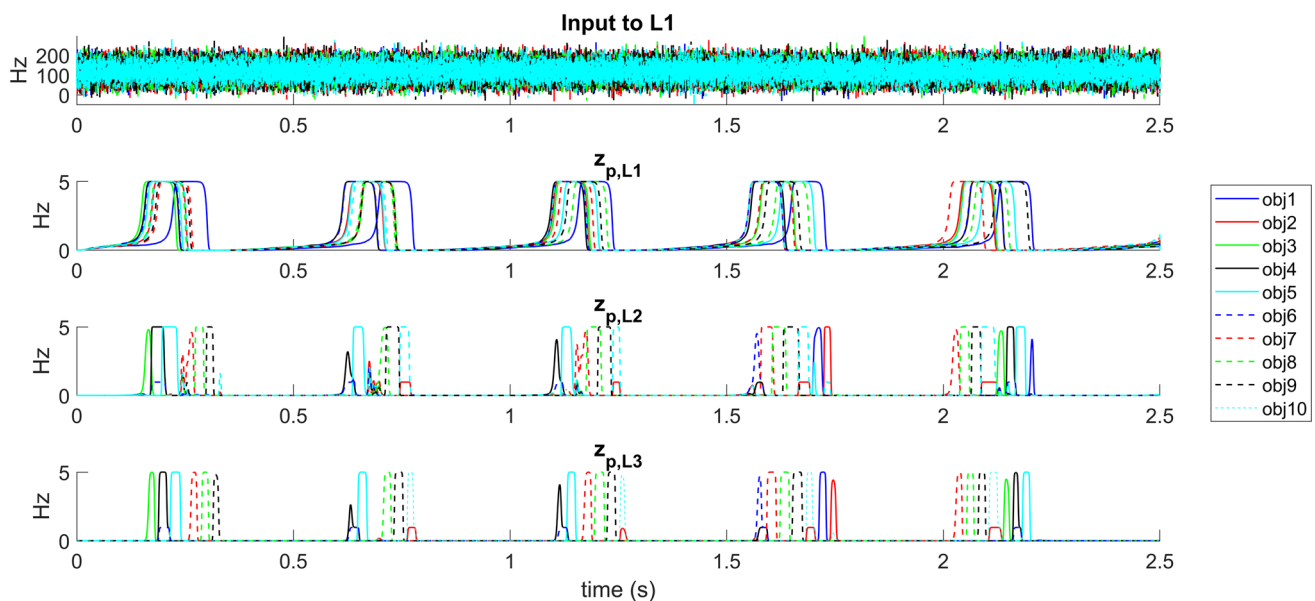 Input to L1
Hz
200
100
0
0 0.5 1 1.5 2 2.5
z_p,L1
Hz
5
0
0 0.5 1 1.5 2 2.5
z_p,L2
Hz
5
0
0 0.5 1 1.5 2 2.5
z_p,L3
Hz
5
0
0 0.5 1 1.5 2 2.5
time (s)
obj1
obj2
obj3
obj4
obj5
obj6
obj7
obj8
obj9
obj10